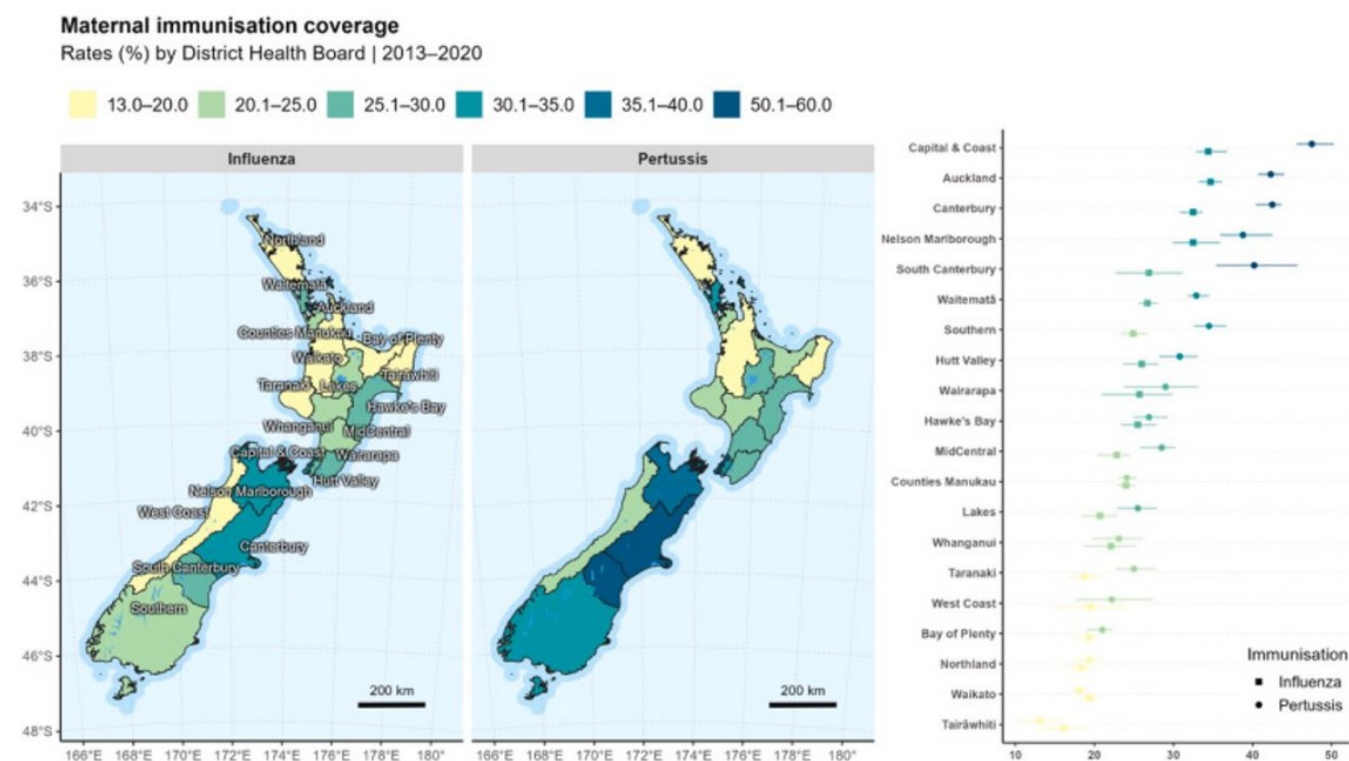 Maternal immunisation coverage
Rates (%) by District Health Board | 2013–2020
13.0–20.0 20.1–25.0 25.1–30.0 30.1–35.0 35.1–40.0 50.1–60.0
Influenza
Pertussis
34°S
36°S
38°S
40°S
42°S
44°S
46°S
48°S
Northland
Waitematā
Auckland
Counties Manukau
Bay of Plenty
Waikato
Tairāwhiti
Taranaki
Lakes
Hawke's Bay
Whanganui
MidCentral
Capital & Coast
Wairarapa
Hutt Valley
Nelson Marlborough
West Coast
Canterbury
South Canterbury
Southern
200 km
200 km
166°E 168°E 170°E 172°E 174°E 176°E 178°E 180°E
166°E 168°E 170°E 172°E 174°E 176°E 178°E 180°E
Capital & Coast
Auckland
Canterbury
Nelson Marlborough
South Canterbury
Waitematā
Southern
Hutt Valley
Wairarapa
Hawke's Bay
MidCentral
Counties Manukau
Lakes
Whanganui
Taranaki
West Coast
Bay of Plenty
Northland
Waikato
Tairāwhiti
Immunisation
Influenza
Pertussis
10 20 30 40 50